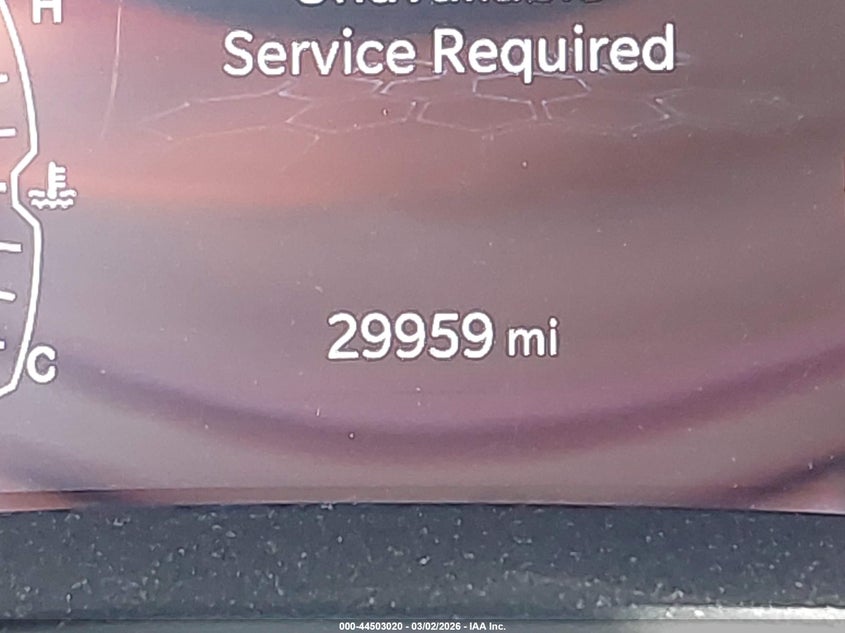 H
Service Required
C
29959 mi
000-44503020 - 03/02/2026 - IAA Inc.